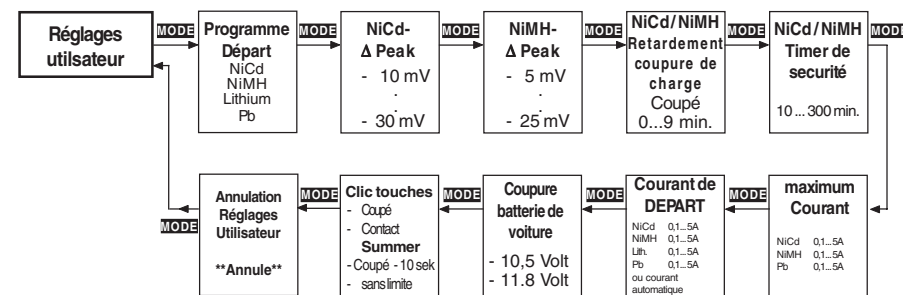 Réglages
utilsateur
MODE
Programme
Départ
NiCd
NiMH
Lithium
Pb
MODE
NiCd-
Δ Peak
- 10 mV
.
.
- 30 mV
MODE
NiMH-
Δ Peak
- 5 mV
.
.
- 25 mV
MODE
NiCd/NiMH
Retardement
coupure de
charge
Coupé
0...9 min.
MODE
NiCd/NiMH
Timer de
securité
10 ... 300 min.
MODE
maximum
Courant
NiCd 0,1...5A
NiMH 0,1...5A
Pb 0,1...5A
MODE
Courant de
DEPART
NiCd 0,1...5A
NiMH 0,1...5A
Lith. 0,1...5A
Pb 0,1...5A
ou courant
automatique
MODE
Coupure
batterie de
voiture
- 10,5 Volt
- 11.8 Volt
MODE
Clic touches
- Coupé
- Contact
Summer
- Coupé - 10 sek
- sans limite
MODE
Annulation
Réglages
Utilisateur
**Annule**
MODE